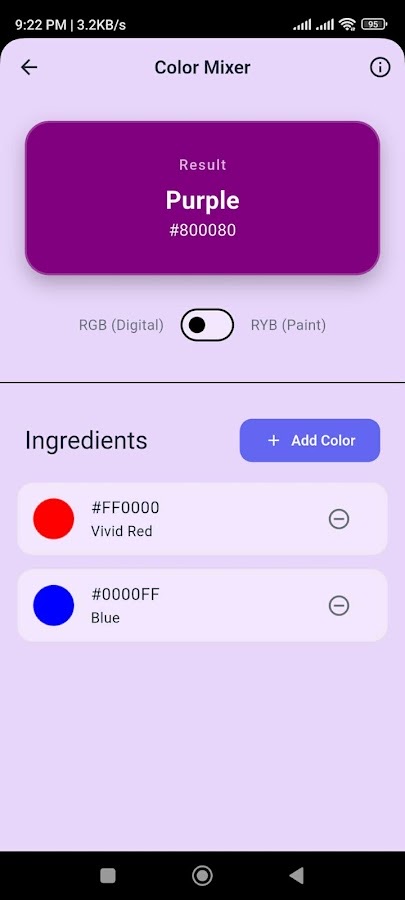 9:22 PM | 3.2KB/s
95
Color Mixer
Result
Purple
#800080
RGB (Digital)
RYB (Paint)
Ingredients
+ Add Color
#FF0000
Vivid Red
#0000FF
Blue